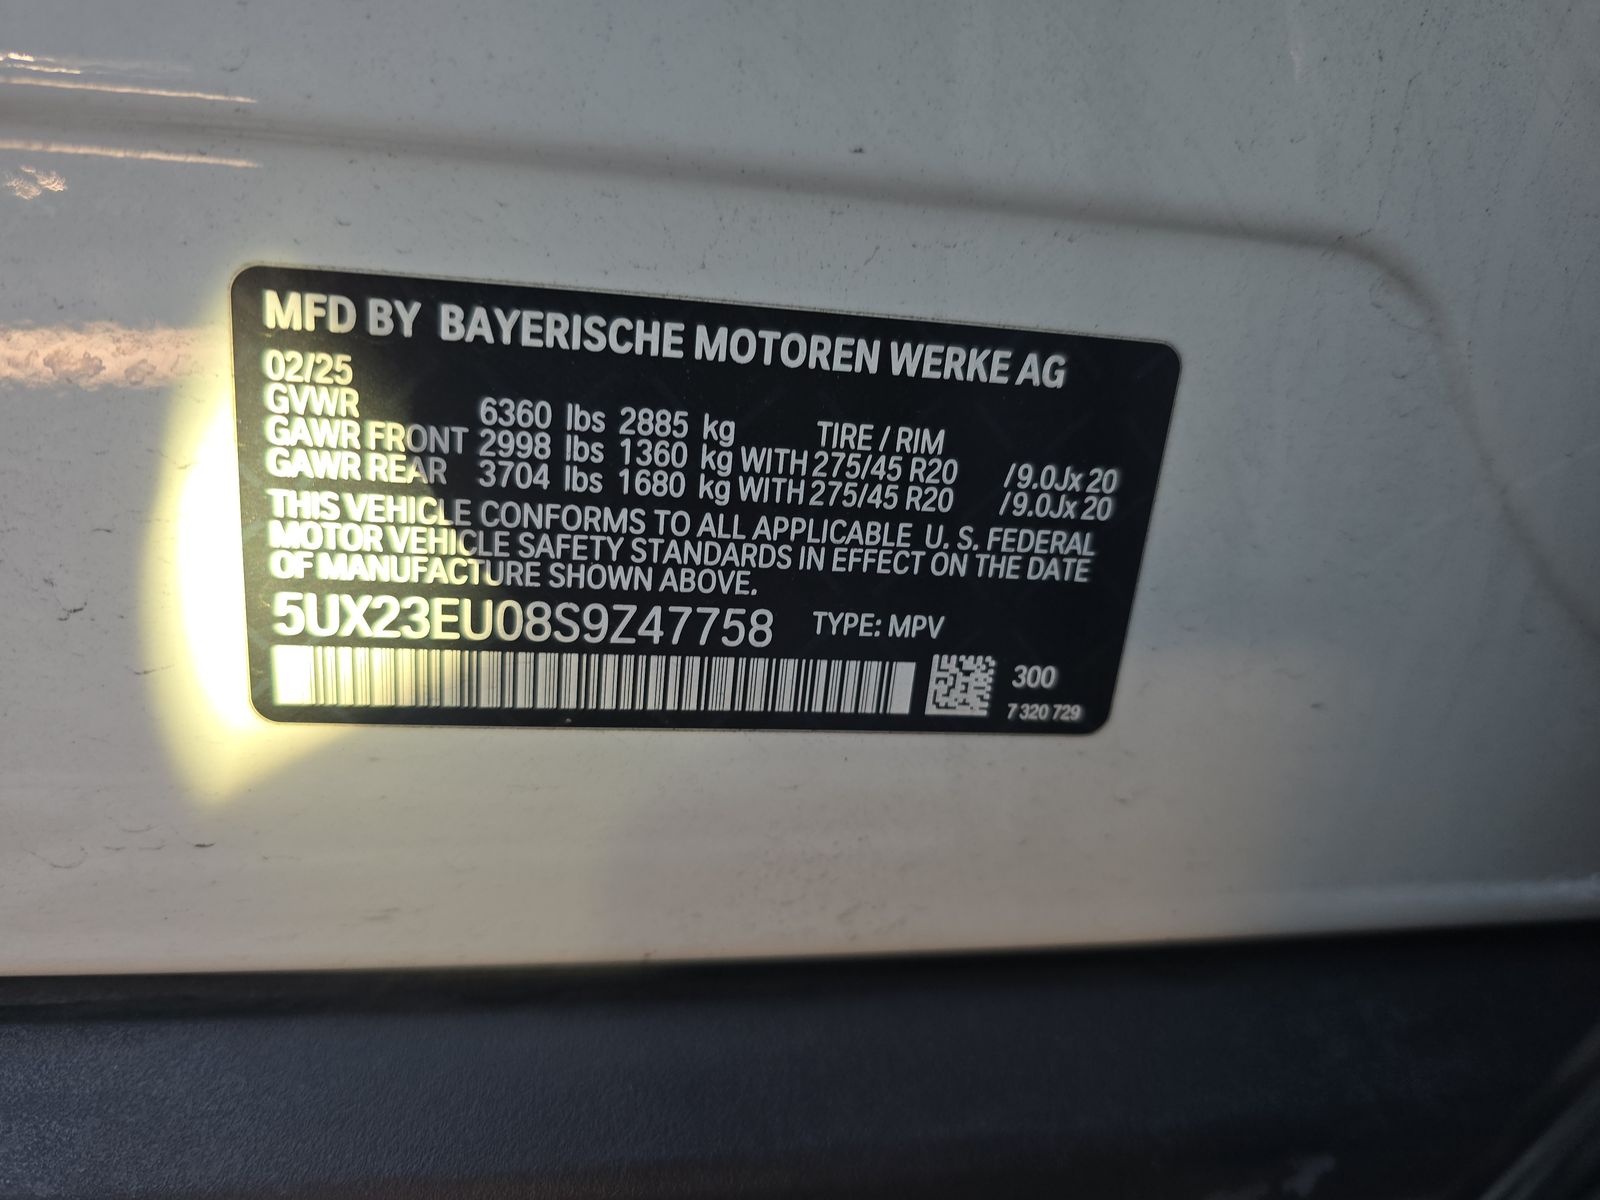 MFD BY BAYERISCHE MOTOREN WERKE AG
02/25
GVWR 6360 lbs 2885 kg TIRE / RIM
GAWR FRONT 2998 lbs 1360 kg WITH 275/45 R20 /9.0Jx 20
GAWR REAR 3704 lbs 1680 kg WITH 275/45 R20 /9.0Jx 20
THIS VEHICLE CONFORMS TO ALL APPLICABLE U. S. FEDERAL
MOTOR VEHICLE SAFETY STANDARDS IN EFFECT ON THE DATE
OF MANUFACTURE SHOWN ABOVE.
5UX23EU08S9Z47758 TYPE: MPV
300
7 320 729